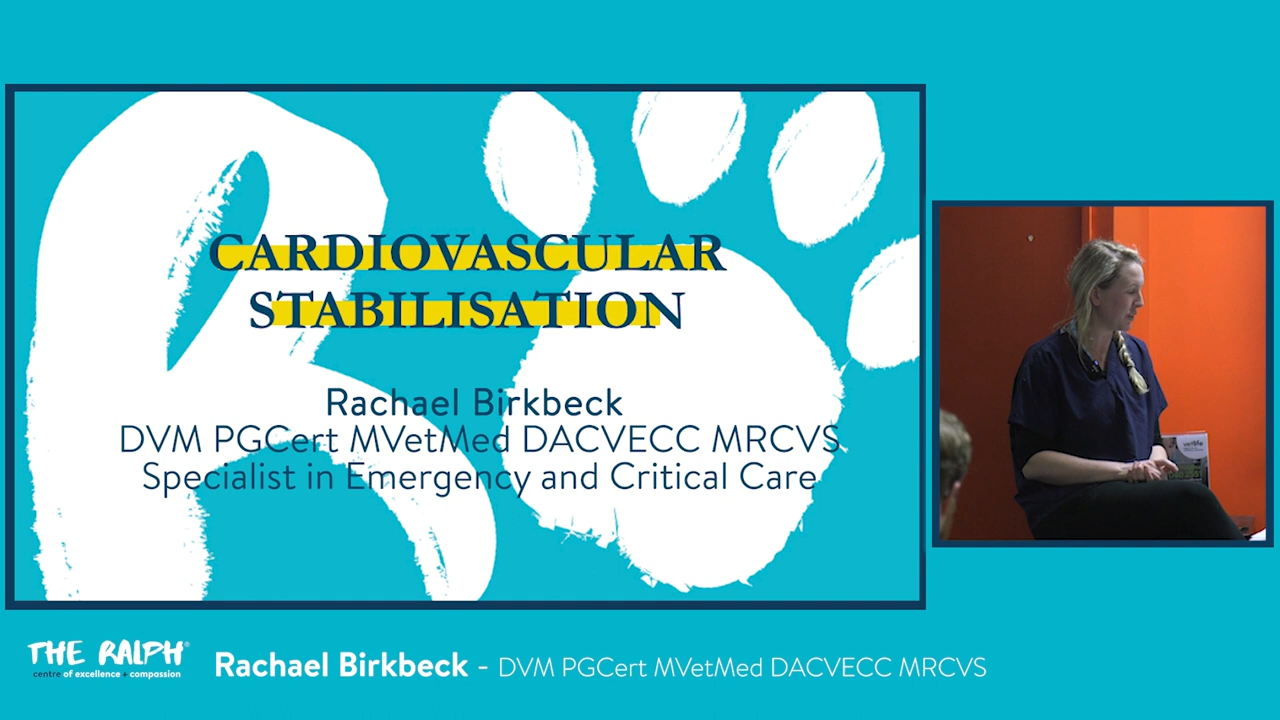 CARDIOVASCULAR
STABILISATION
Rachael Birkbeck
DVM PGCert MVetMed DACVECC MRCVS
Specialist in Emergency and Critical Care
THE RALPH®
centre of excellence + compassion
Rachael Birkbeck - DVM PGCert MVetMed DACVECC MRCVS